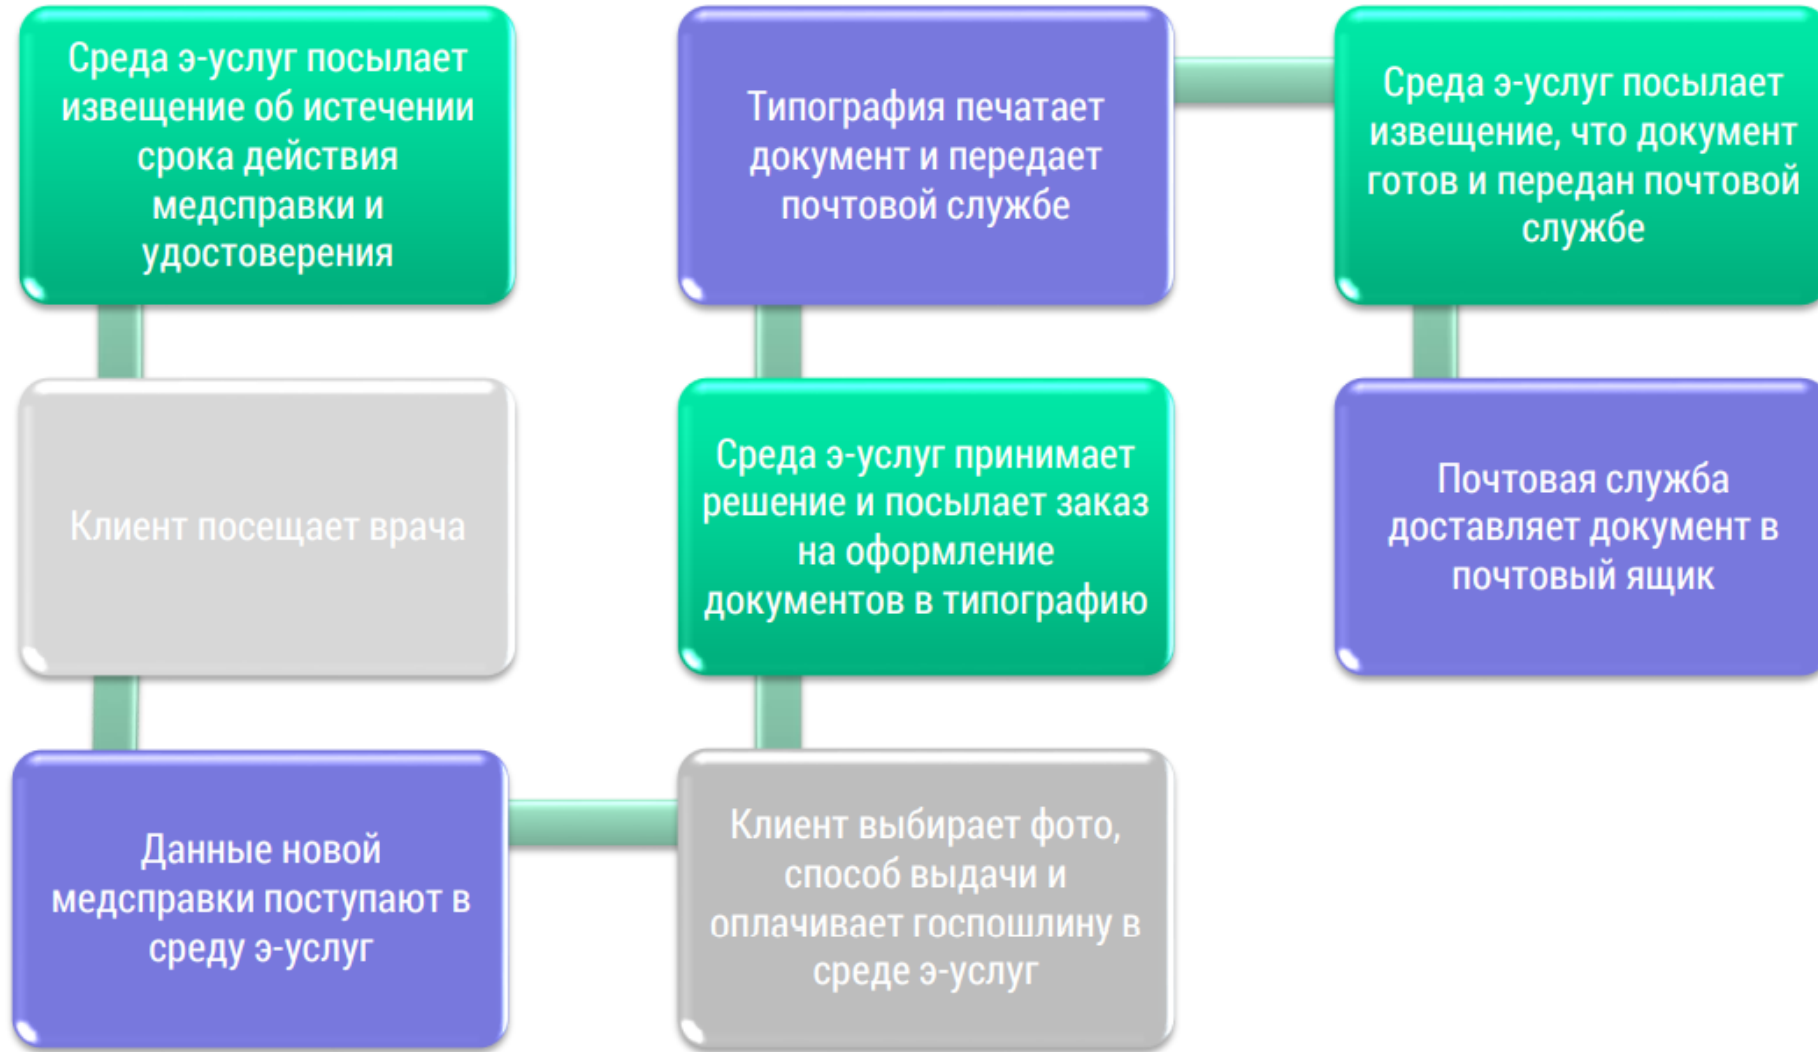 Среда э-услуг посылает
извещение об истечении
срока действия
медсправки и
удостоверения
Клиент посещает врача
Данные новой
медсправки поступают в
среду э-услуг
Клиент выбирает фото,
способ выдачи и
оплачивает госпошлину в
среде э-услуг
Среда э-услуг принимает
решение и посылает заказ
на оформление
документов в типографию
Типография печатает
документ и передает
почтовой службе
Среда э-услуг посылает
извещение, что документ
готов и передан почтовой
службе
Почтовая служба
доставляет документ в
почтовый ящик